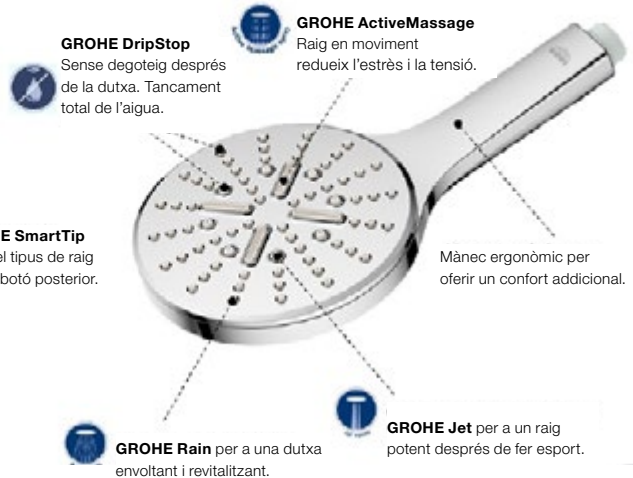 GROHE ActiveMassage
Raig en moviment
redueix l’estrès i la tensió.
GROHE DripStop
Sense degoteig després
de la dutxa. Tancament
total de l’aigua.
E SmartTip
el tipus de raig
botó posterior.
Mànec ergonòmic per
oferir un confort addicional.
GROHE Jet per a un raig
potent després de fer esport.
GROHE Rain per a una dutxa
envoltant i revitalitzant.